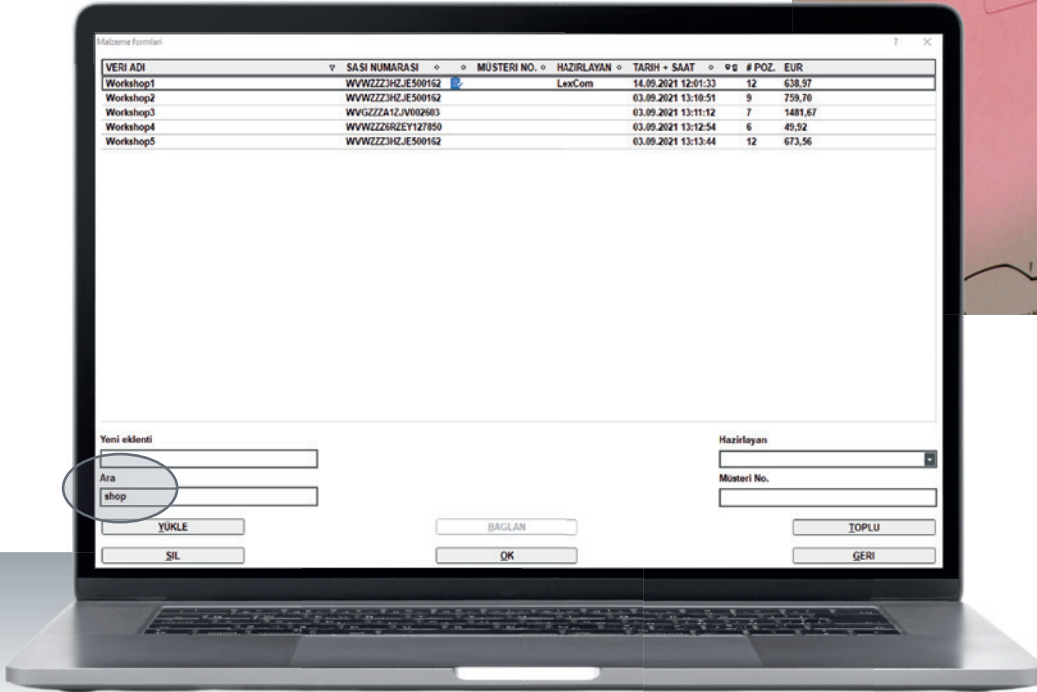 Malzeme formlari ? ×
VERI ADI SASI NUMARASI MÜSTERI NO. HAZIRLAYAN TARIH + SAAT # POZ. EUR
Workshop1 WVWZZZ3HZJE500162 LexCom 14.09.2021 12:01:33 12 638,97
Workshop2 WVWZZZ3HZJE500162 03.09.2021 13:10:51 9 759,70
Workshop3 WVGZZZA1ZJV002603 03.09.2021 13:11:12 7 1481,67
Workshop4 WVWZZZ6RZEY127850 03.09.2021 13:12:54 6 49,92
Workshop5 WVWZZZ3HZJE500162 03.09.2021 13:13:44 12 673,56
Yeni eklenti Hazirlayan
Ara Müsteri No.
shop
YÜKLE BAGLAN TOPLU
SIL OK GERI